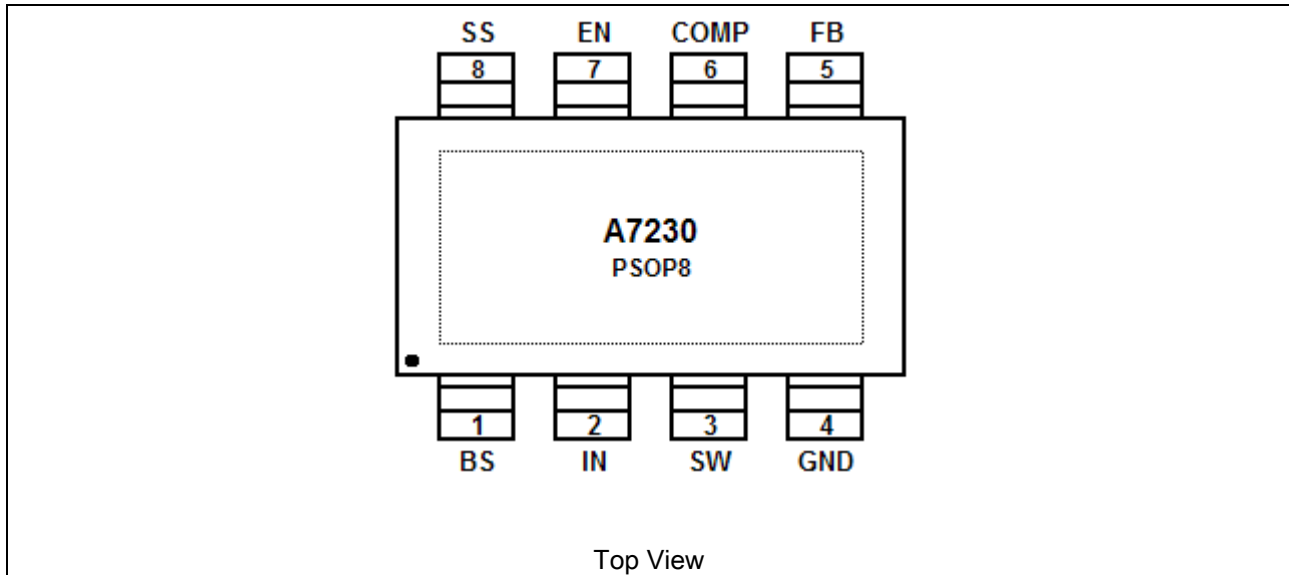 SS EN COMP FB
8 7 6 5
A7230
PSOP8
1 2 3 4
BS IN SW GND
Top View